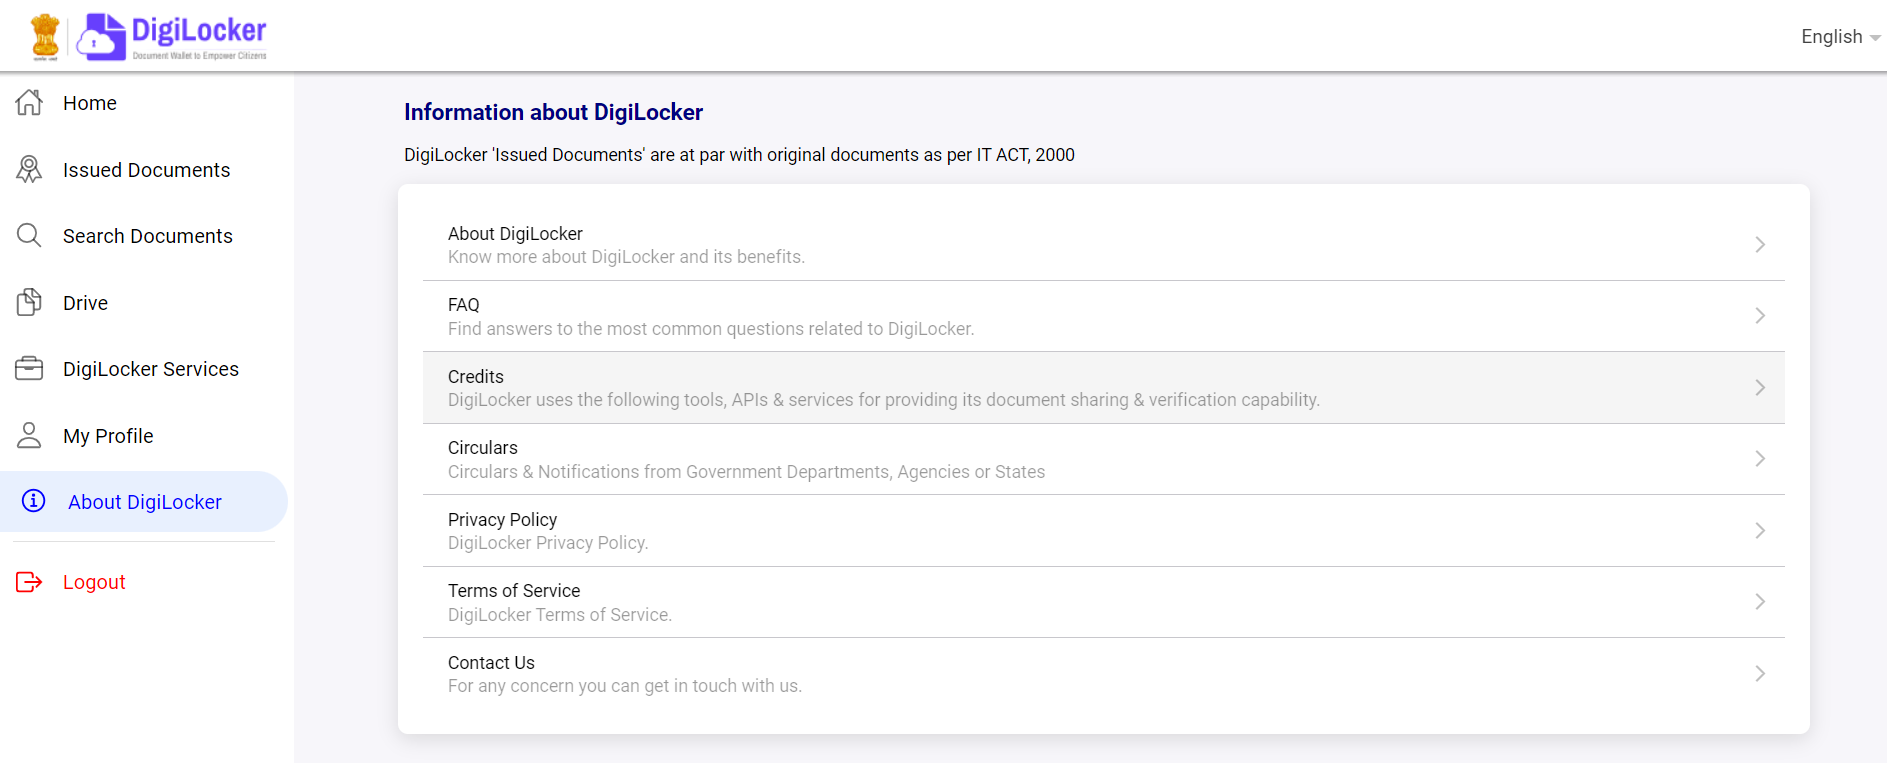 DigiLocker
Document Wallet to Empower Citizens
English
Home
Issued Documents
Search Documents
Drive
DigiLocker Services
My Profile
About DigiLocker
Logout
Information about DigiLocker
DigiLocker 'Issued Documents' are at par with original documents as per IT ACT, 2000
About DigiLocker
Know more about DigiLocker and its benefits.
FAQ
Find answers to the most common questions related to DigiLocker.
Credits
DigiLocker uses the following tools, APIs & services for providing its document sharing & verification capability.
Circulars
Circulars & Notifications from Government Departments, Agencies or States
Privacy Policy
DigiLocker Privacy Policy.
Terms of Service
DigiLocker Terms of Service.
Contact Us
For any concern you can get in touch with us.